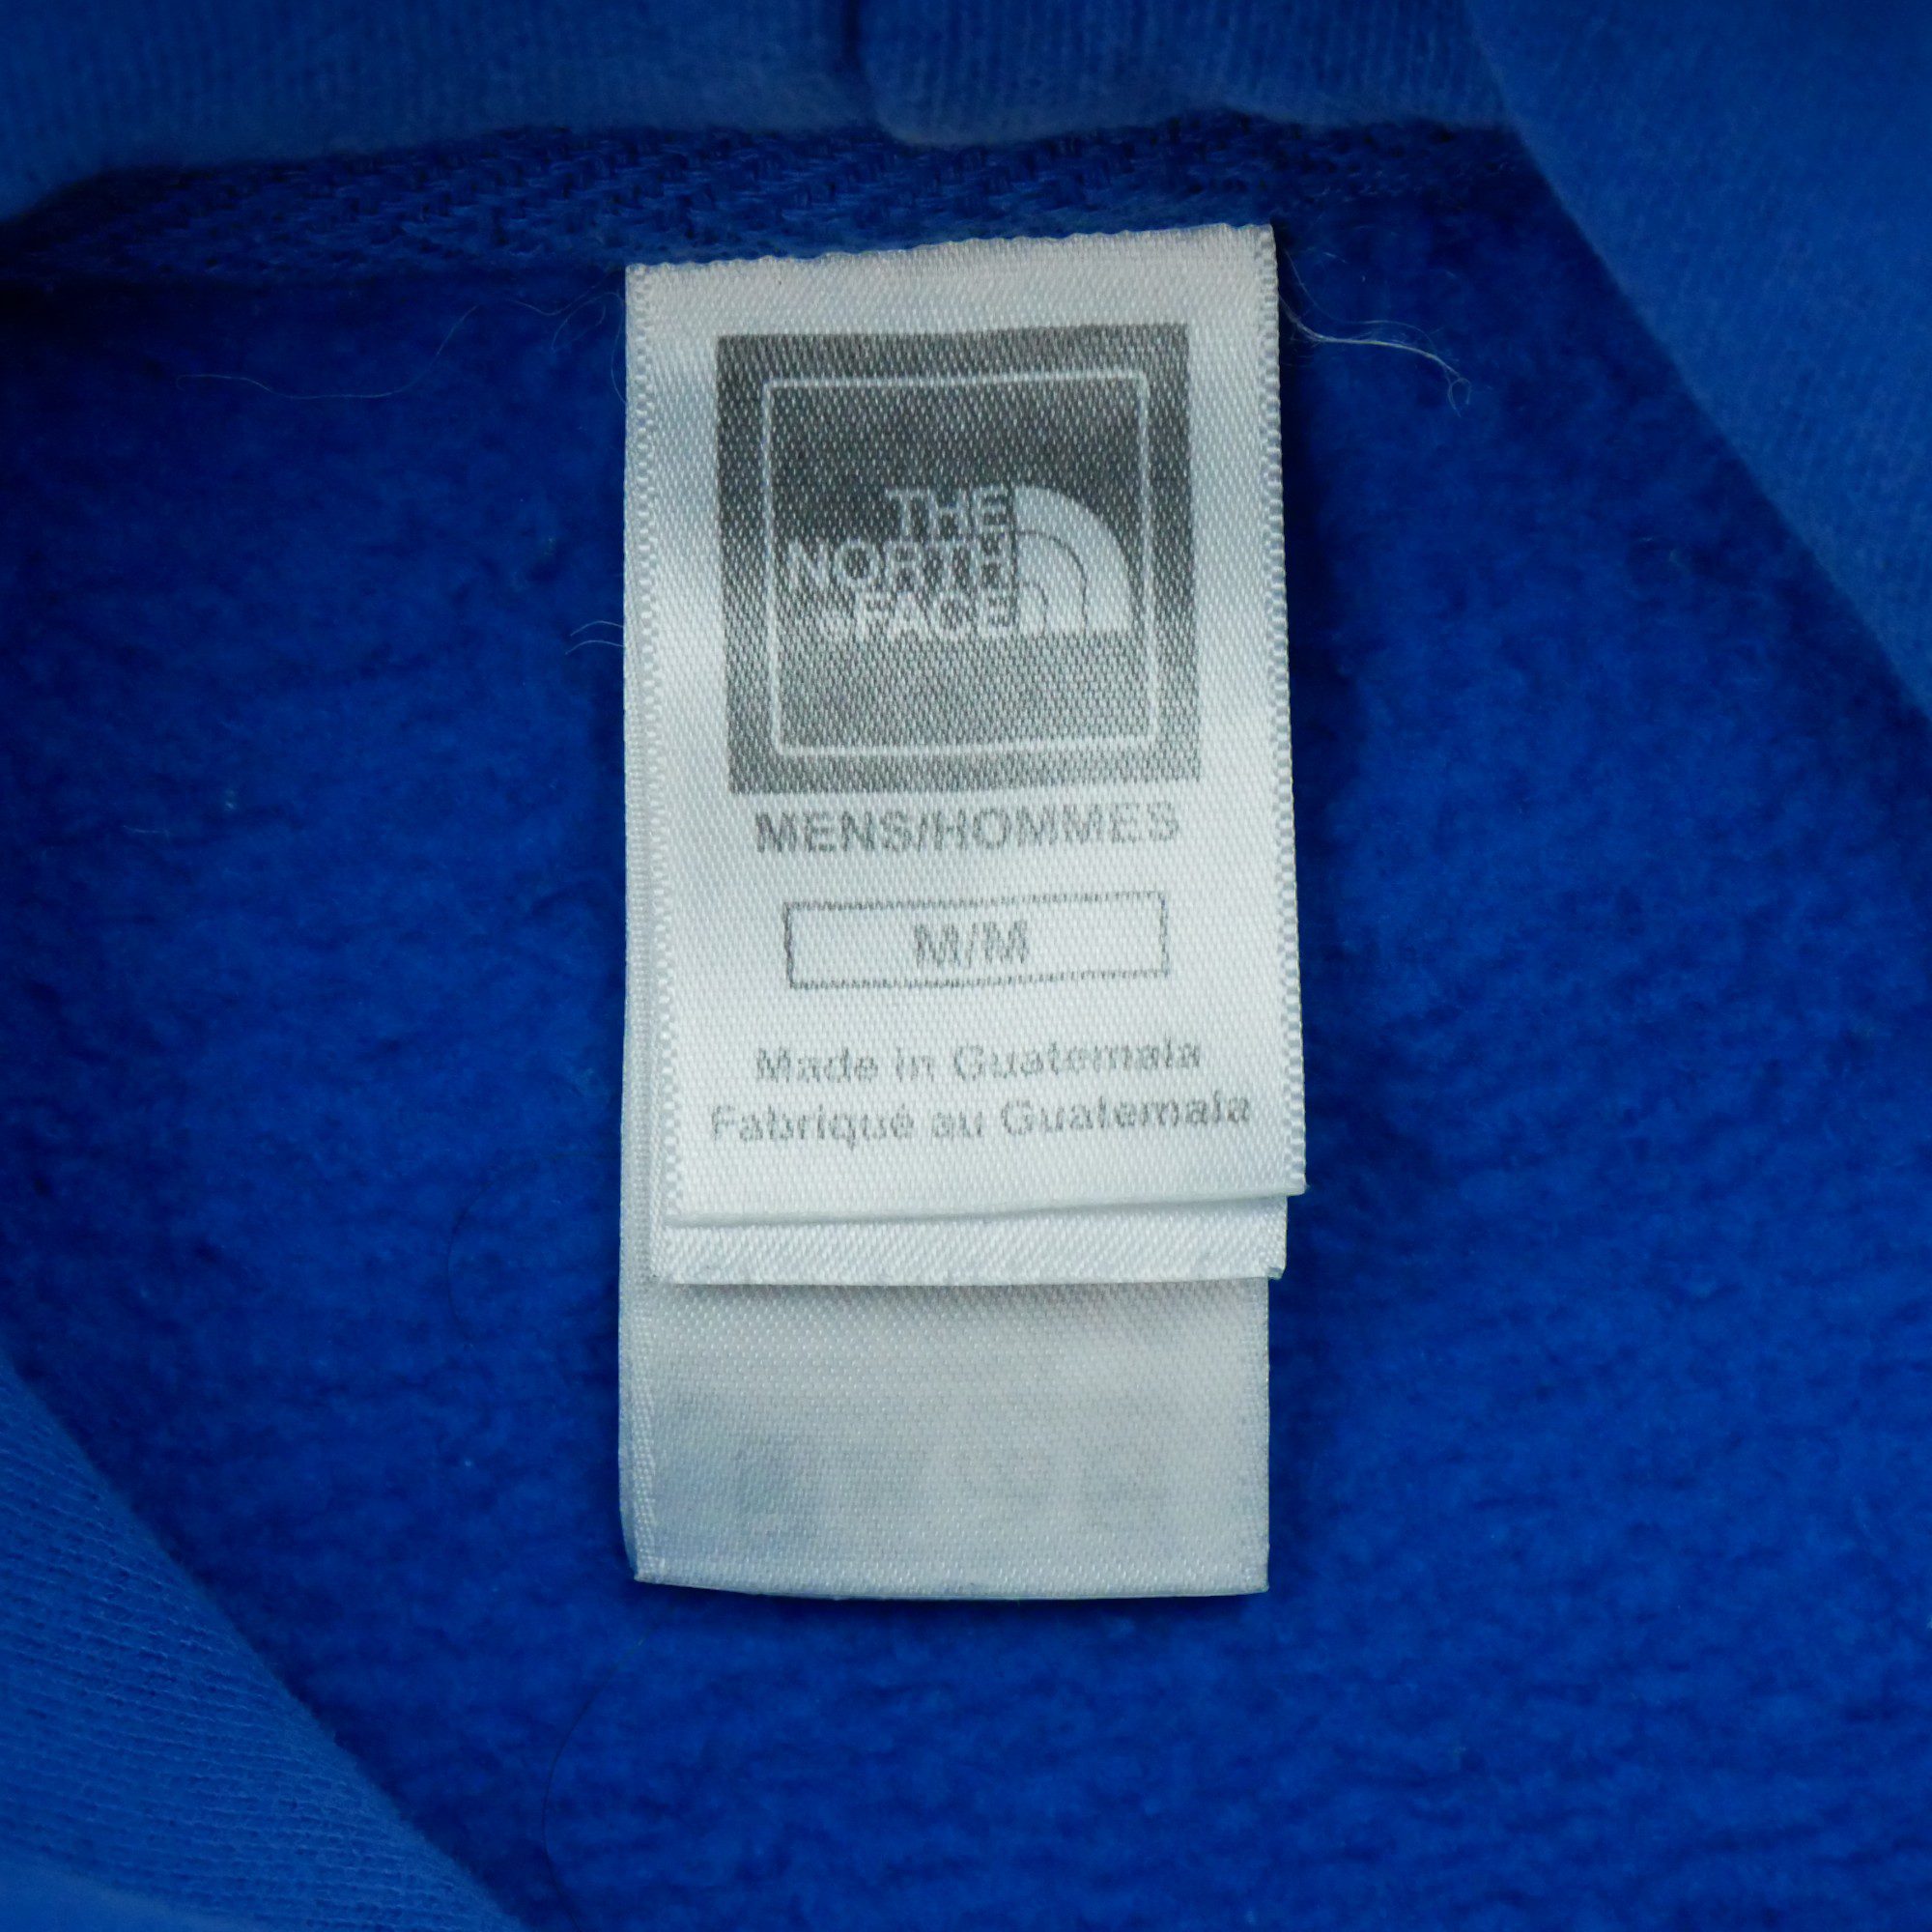 THE
NORTH
FACE
MENS/HOMMES
M/M
Made in Guatemala
Fabriqué au Guatemala